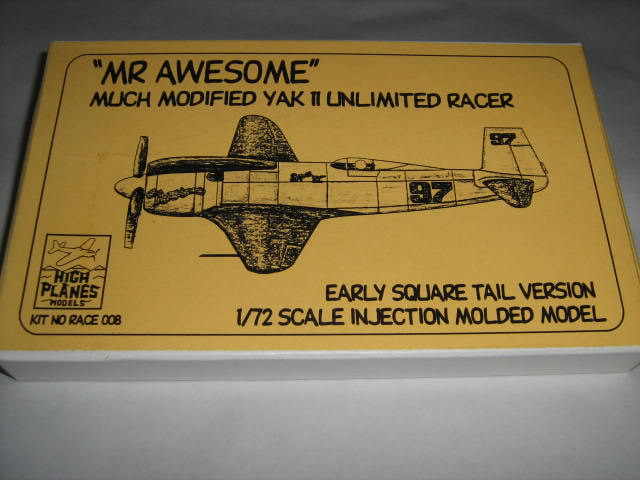 "MR AWESOME"
MUCH MODIFIED YAK 11 UNLIMITED RACER
97
97
HIGH
PLANES
MODELS
KIT NO RACE 008
EARLY SQUARE TAIL VERSION
1/72 SCALE INJECTION MOLDED MODEL